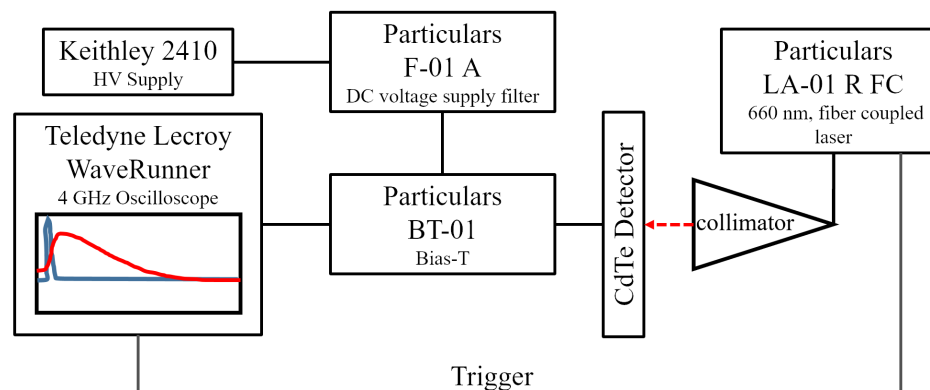 Keithley 2410
HV Supply
Particulars
F-01 A
DC voltage supply filter
Particulars
LA-01 R FC
660 nm, fiber coupled
laser
Teledyne Lecroy
WaveRunner
4 GHz Oscilloscope
Particulars
BT-01
Bias-T
CdTe Detector
collimator
Trigger